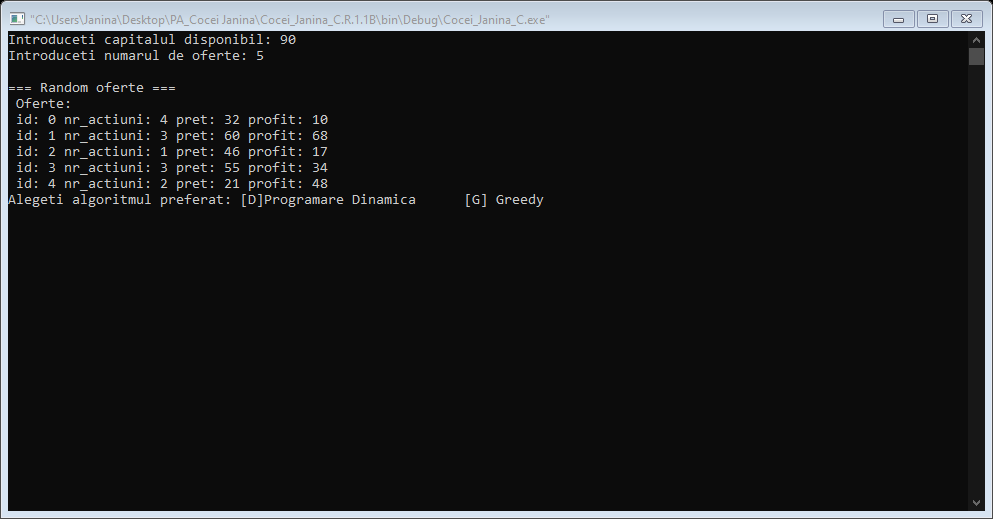 "C:\Users\Janina\Desktop\PA_Cocei Janina\Cocei_Janina_C.R.1.1B\bin\Debug\Cocei_Janina_C.exe"
Introduceti capitalul disponibil: 90
Introduceti numarul de oferte: 5
=== Random oferte ===
Oferte:
id: 0 nr_actiuni: 4 pret: 32 profit: 10
id: 1 nr_actiuni: 3 pret: 60 profit: 68
id: 2 nr_actiuni: 1 pret: 46 profit: 17
id: 3 nr_actiuni: 3 pret: 55 profit: 34
id: 4 nr_actiuni: 2 pret: 21 profit: 48
Alegeti algoritmul preferat: [D]Programare Dinamica      [G] Greedy